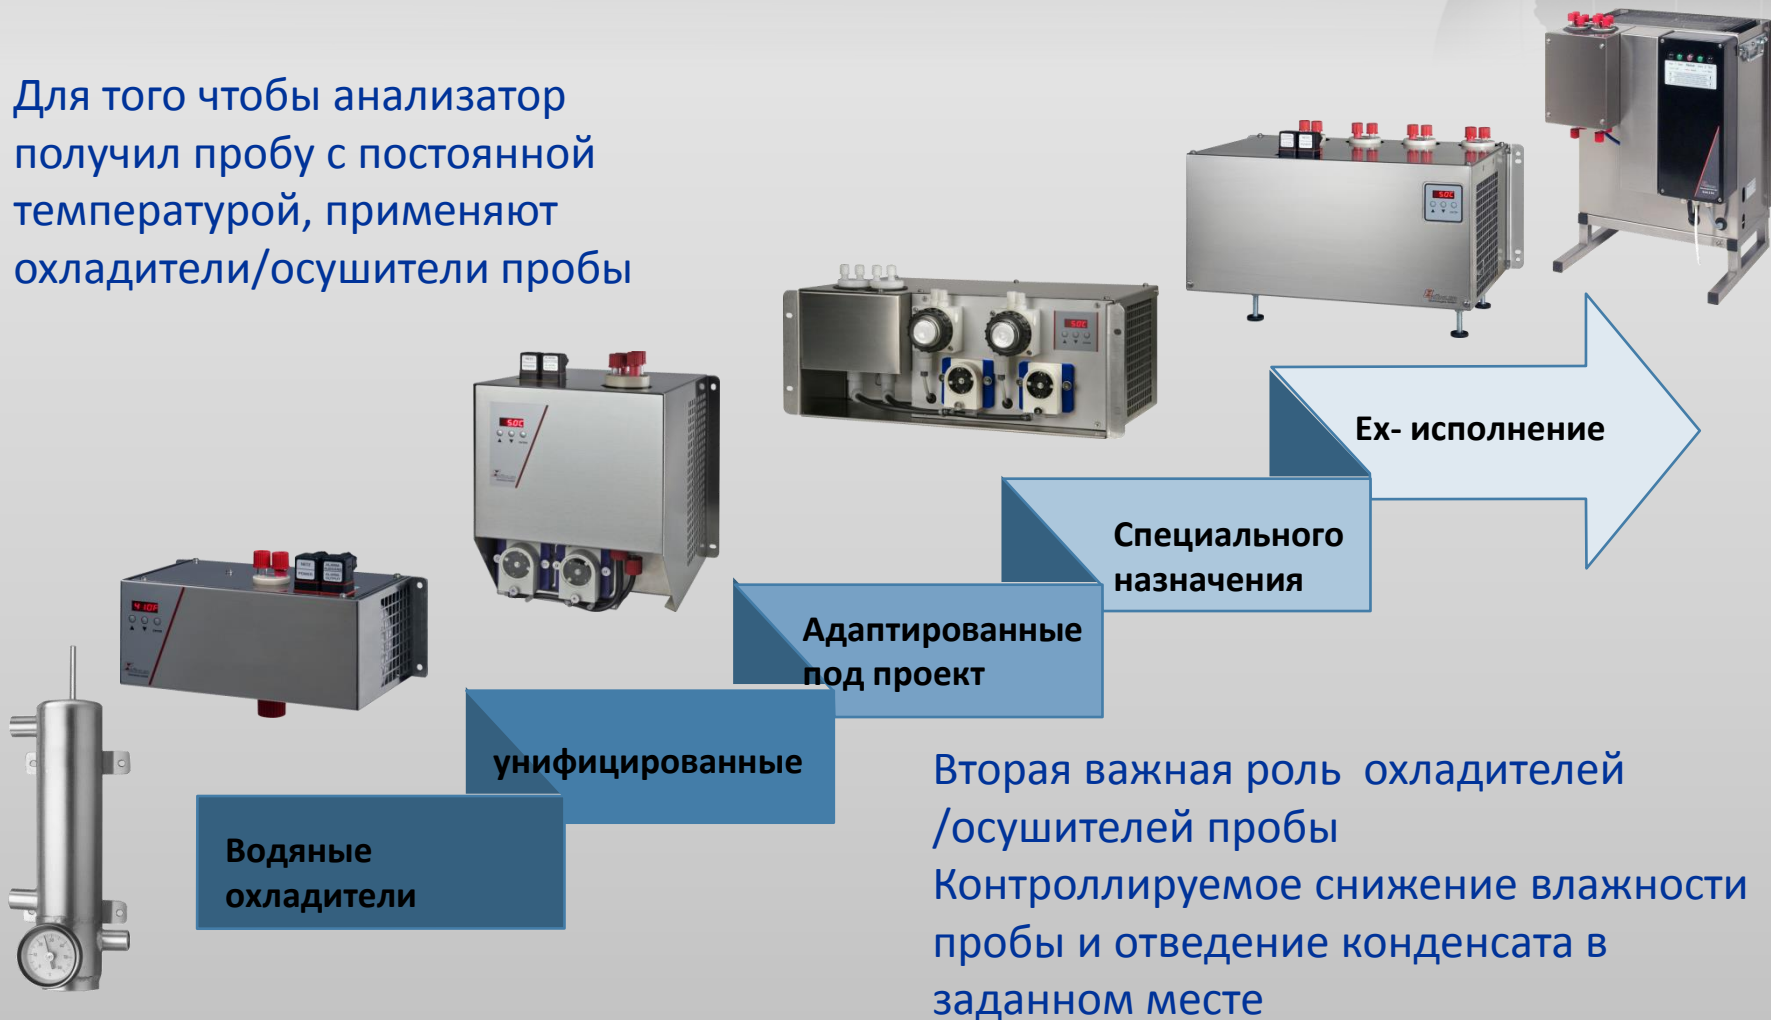 Для того чтобы анализатор
получил пробу с постоянной
температурой, применяют
охладители/осушители пробы
Ex- исполнение
Специального
назначения
Адаптированные
под проект
унифицированные
Водяные
охладители
Вторая важная роль охладителей
/осушителей пробы
Контроллируемое снижение влажности
пробы и отведение конденсата в
заданном месте